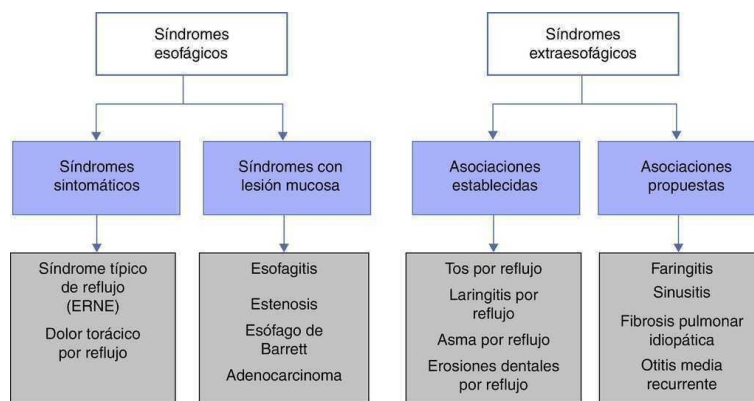 Síndromes
esofágicos
Síndromes
extraesofágicos
Síndromes
sintomáticos
Síndromes con
lesión mucosa
Asociaciones
establecidas
Asociaciones
propuestas
Síndrome típico
de reflujo
(ERNE)
Dolor torácico
por reflujo
Esofagitis
Estenosis
Esófago de
Barrett
Adenocarcinoma
Tos por reflujo
Laringitis por
reflujo
Asma por reflujo
Erosiones dentales
por reflujo
Faringitis
Sinusitis
Fibrosis pulmonar
idiopática
Otitis media
recurrente